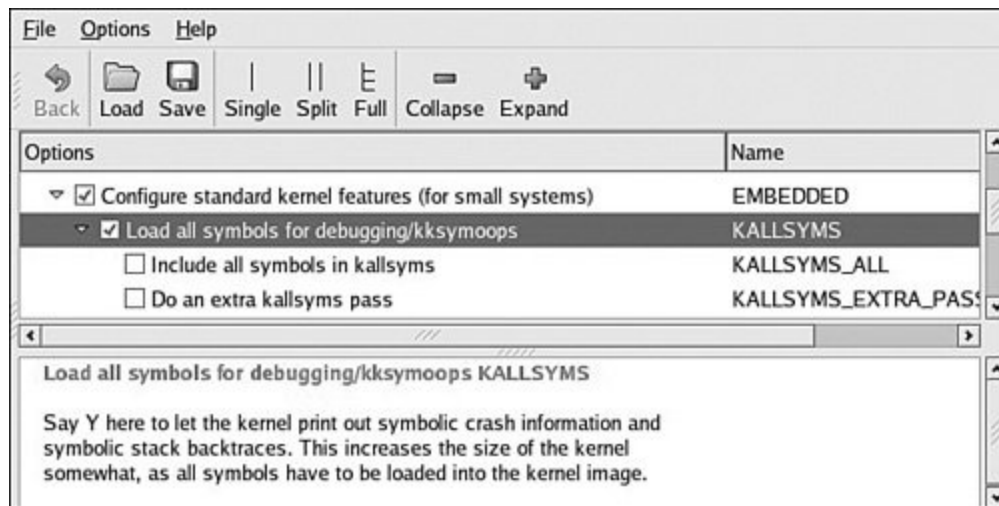 File Options Help
Back Load Save Single Split Full Collapse Expand
Options Name
Configure standard kernel features (for small systems) EMBEDDED
Load all symbols for debugging/kksymoops KALLSYMS
Include all symbols in kallsyms KALLSYMS_ALL
Do an extra kallsyms pass KALLSYMS_EXTRA_PASS
Load all symbols for debugging/kksymoops KALLSYMS
Say Y here to let the kernel print out symbolic crash information and
symbolic stack backtraces. This increases the size of the kernel
somewhat, as all symbols have to be loaded into the kernel image.